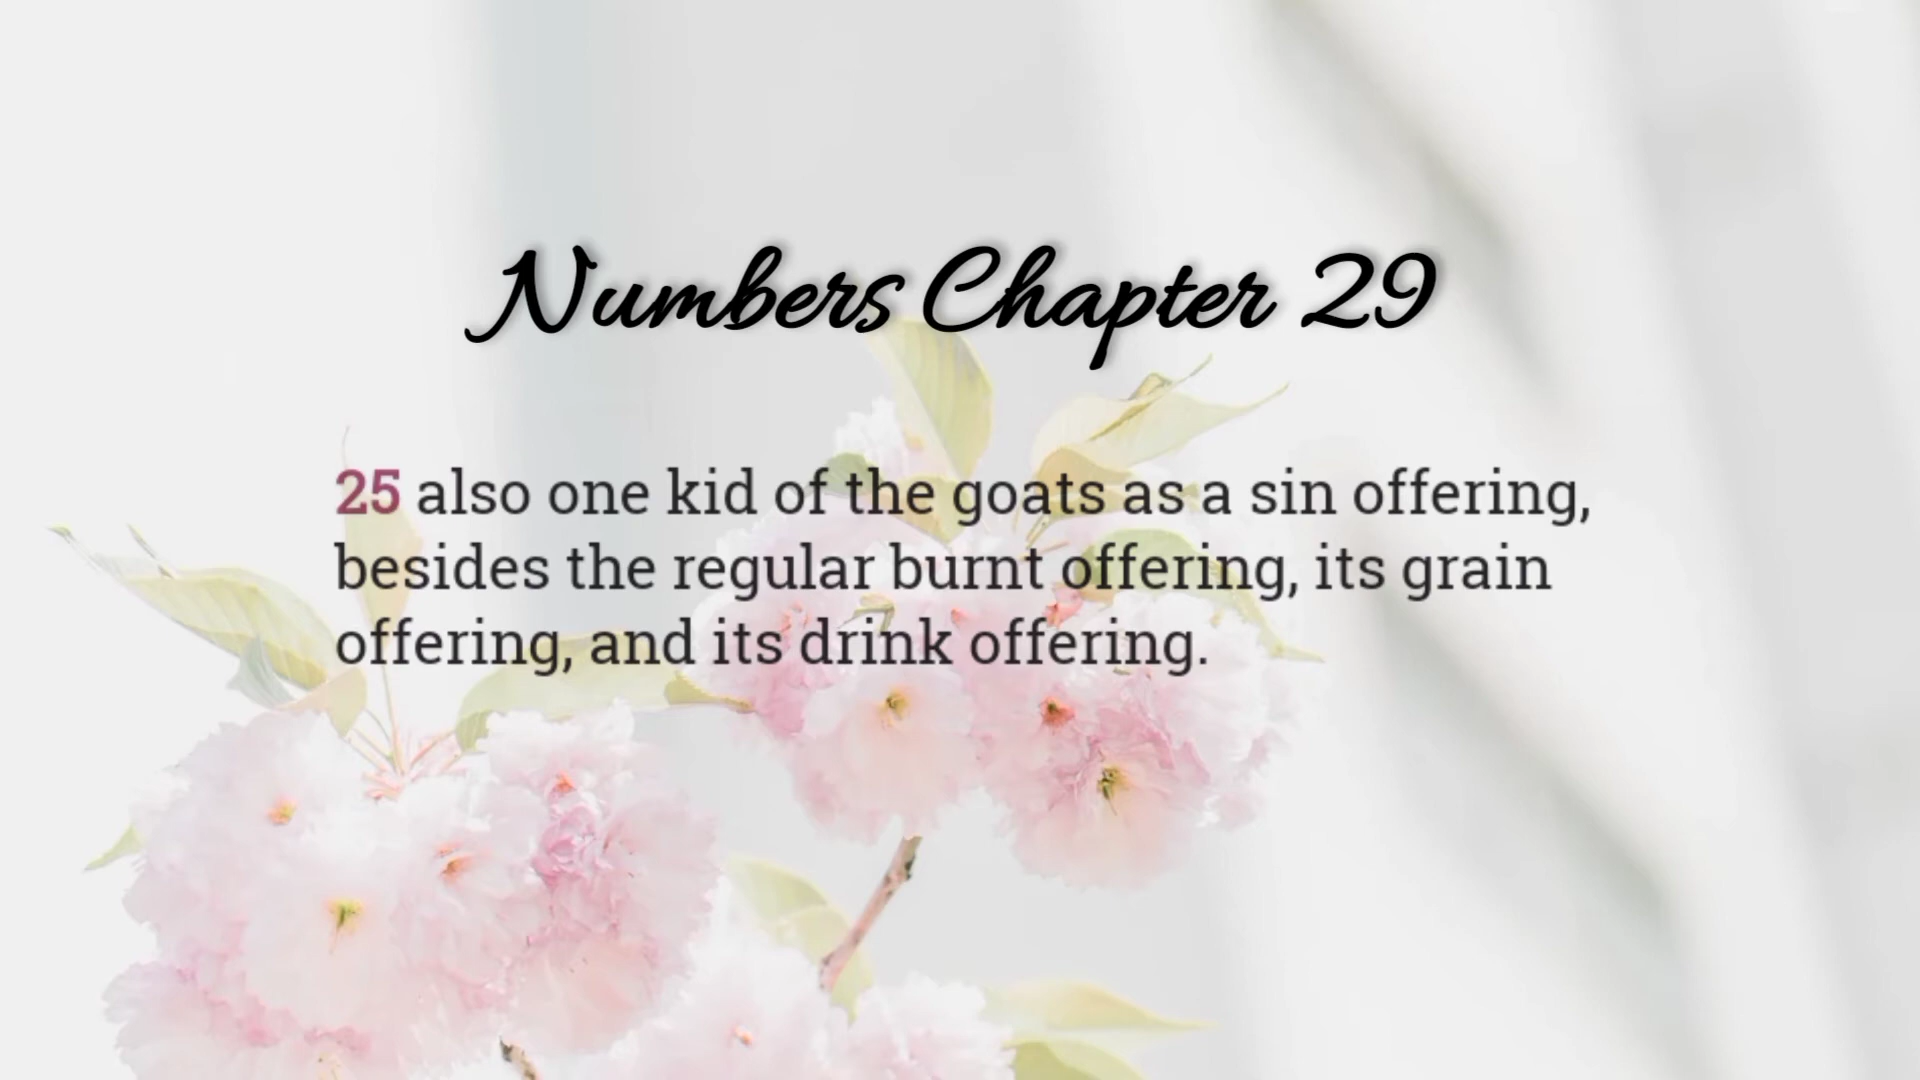 Numbers Chapter 29
25 also one kid of the goats as a sin offering,
besides the regular burnt offering, its grain
offering, and its drink offering.